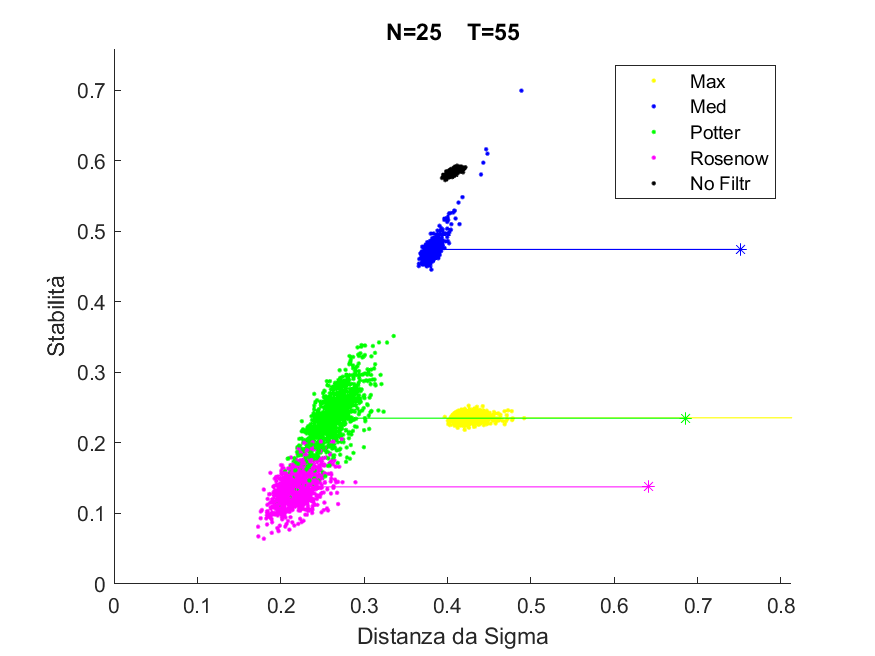 N=25 T=55
Max
Med
Potter
Rosenow
No Filtr
Stabilità
0.7
0.6
0.5
0.4
0.3
0.2
0.1
0
0 0.1 0.2 0.3 0.4 0.5 0.6 0.7 0.8
Distanza da Sigma